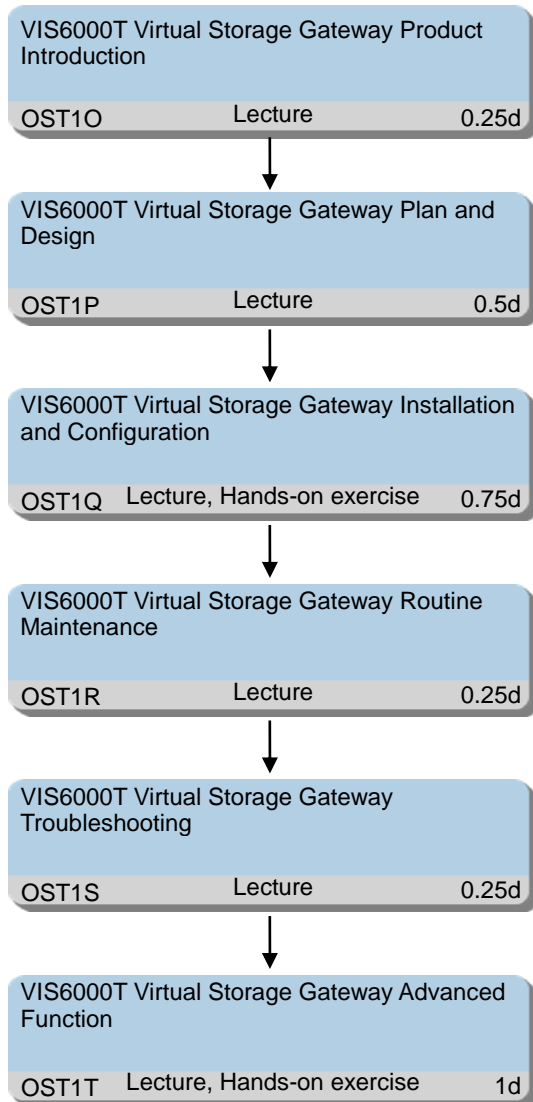 VIS6000T Virtual Storage Gateway Product
Introduction
OST1O Lecture 0.25d
VIS6000T Virtual Storage Gateway Plan and
Design
OST1P Lecture 0.5d
VIS6000T Virtual Storage Gateway Installation
and Configuration
OST1Q Lecture, Hands-on exercise 0.75d
VIS6000T Virtual Storage Gateway Routine
Maintenance
OST1R Lecture 0.25d
VIS6000T Virtual Storage Gateway
Troubleshooting
OST1S Lecture 0.25d
VIS6000T Virtual Storage Gateway Advanced
Function
OST1T Lecture, Hands-on exercise 1d